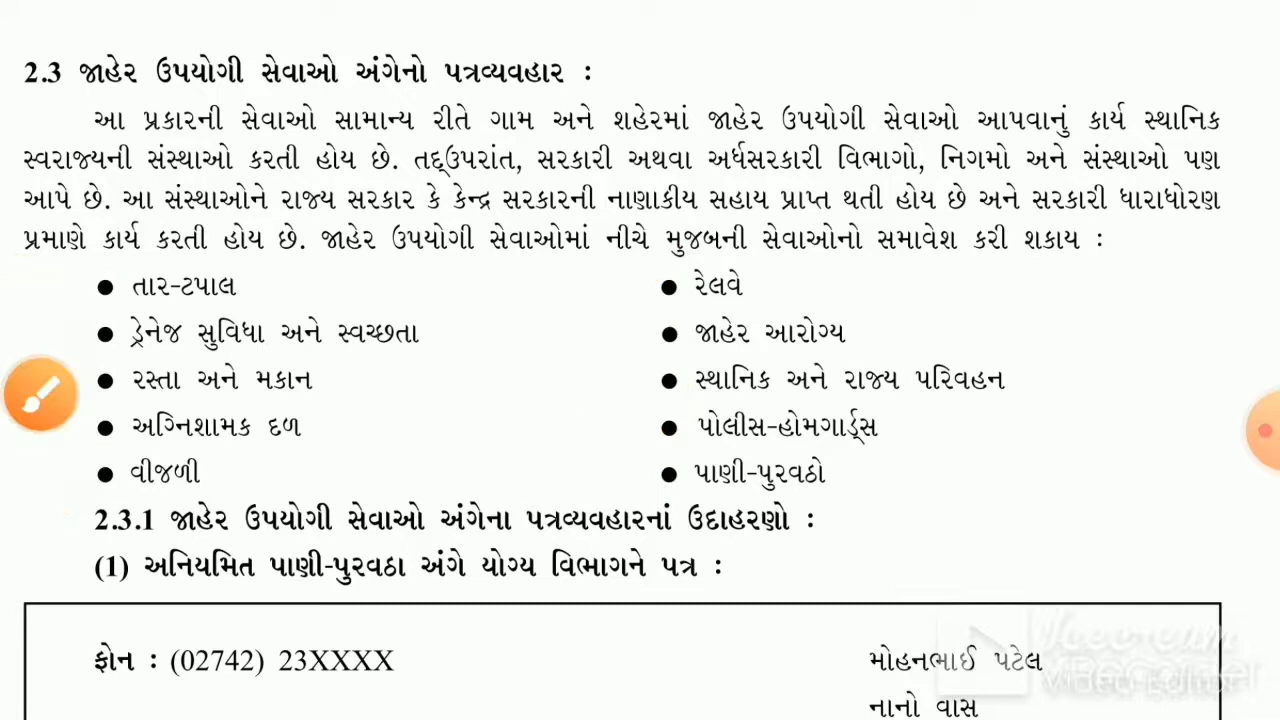 2.3 જાહેર ઉપયોગી સેવાઓ અંગેનો પત્રવ્યવહાર :
આ પ્રકારની સેવાઓ સામાન્ય રીતે ગામ અને શહેરમાં જાહેર ઉપયોગી સેવાઓ આપવાનું કાર્ય સ્થાનિક
સ્વરાજ્યની સંસ્થાઓ કરતી હોય છે. તદ્ઉપરાંત, સરકારી અથવા અર્ધસરકારી વિભાગો, નિગમો અને સંસ્થાઓ પણ
આપે છે. આ સંસ્થાઓને રાજ્ય સરકાર કે કેન્દ્ર સરકારની નાણાકીય સહાય પ્રાપ્ત થતી હોય છે અને સરકારી ધારાધોરણ
પ્રમાણે કાર્ય કરતી હોય છે. જાહેર ઉપયોગી સેવાઓમાં નીચે મુજબની સેવાઓનો સમાવેશ કરી શકાય :
● તાર-ટપાલ
● રેલવે
● ડ્રેનેજ સુવિધા અને સ્વચ્છતા
● જાહેર આરોગ્ય
● રસ્તા અને મકાન
● સ્થાનિક અને રાજ્ય પરિવહન
● અગ્નિશામક દળ
● પોલીસ-હોમગાર્ડ્સ
● વીજળી
● પાણી-પુરવઠો
2.3.1 જાહેર ઉપયોગી સેવાઓ અંગેના પત્રવ્યવહારનાં ઉદાહરણો :
(1) અનિયમિત પાણી-પુરવઠા અંગે યોગ્ય વિભાગને પત્ર :
ફોન : (02742) 23XXXX
મોહનભાઈ પટેલ
નાનો વાસ
Video Editor